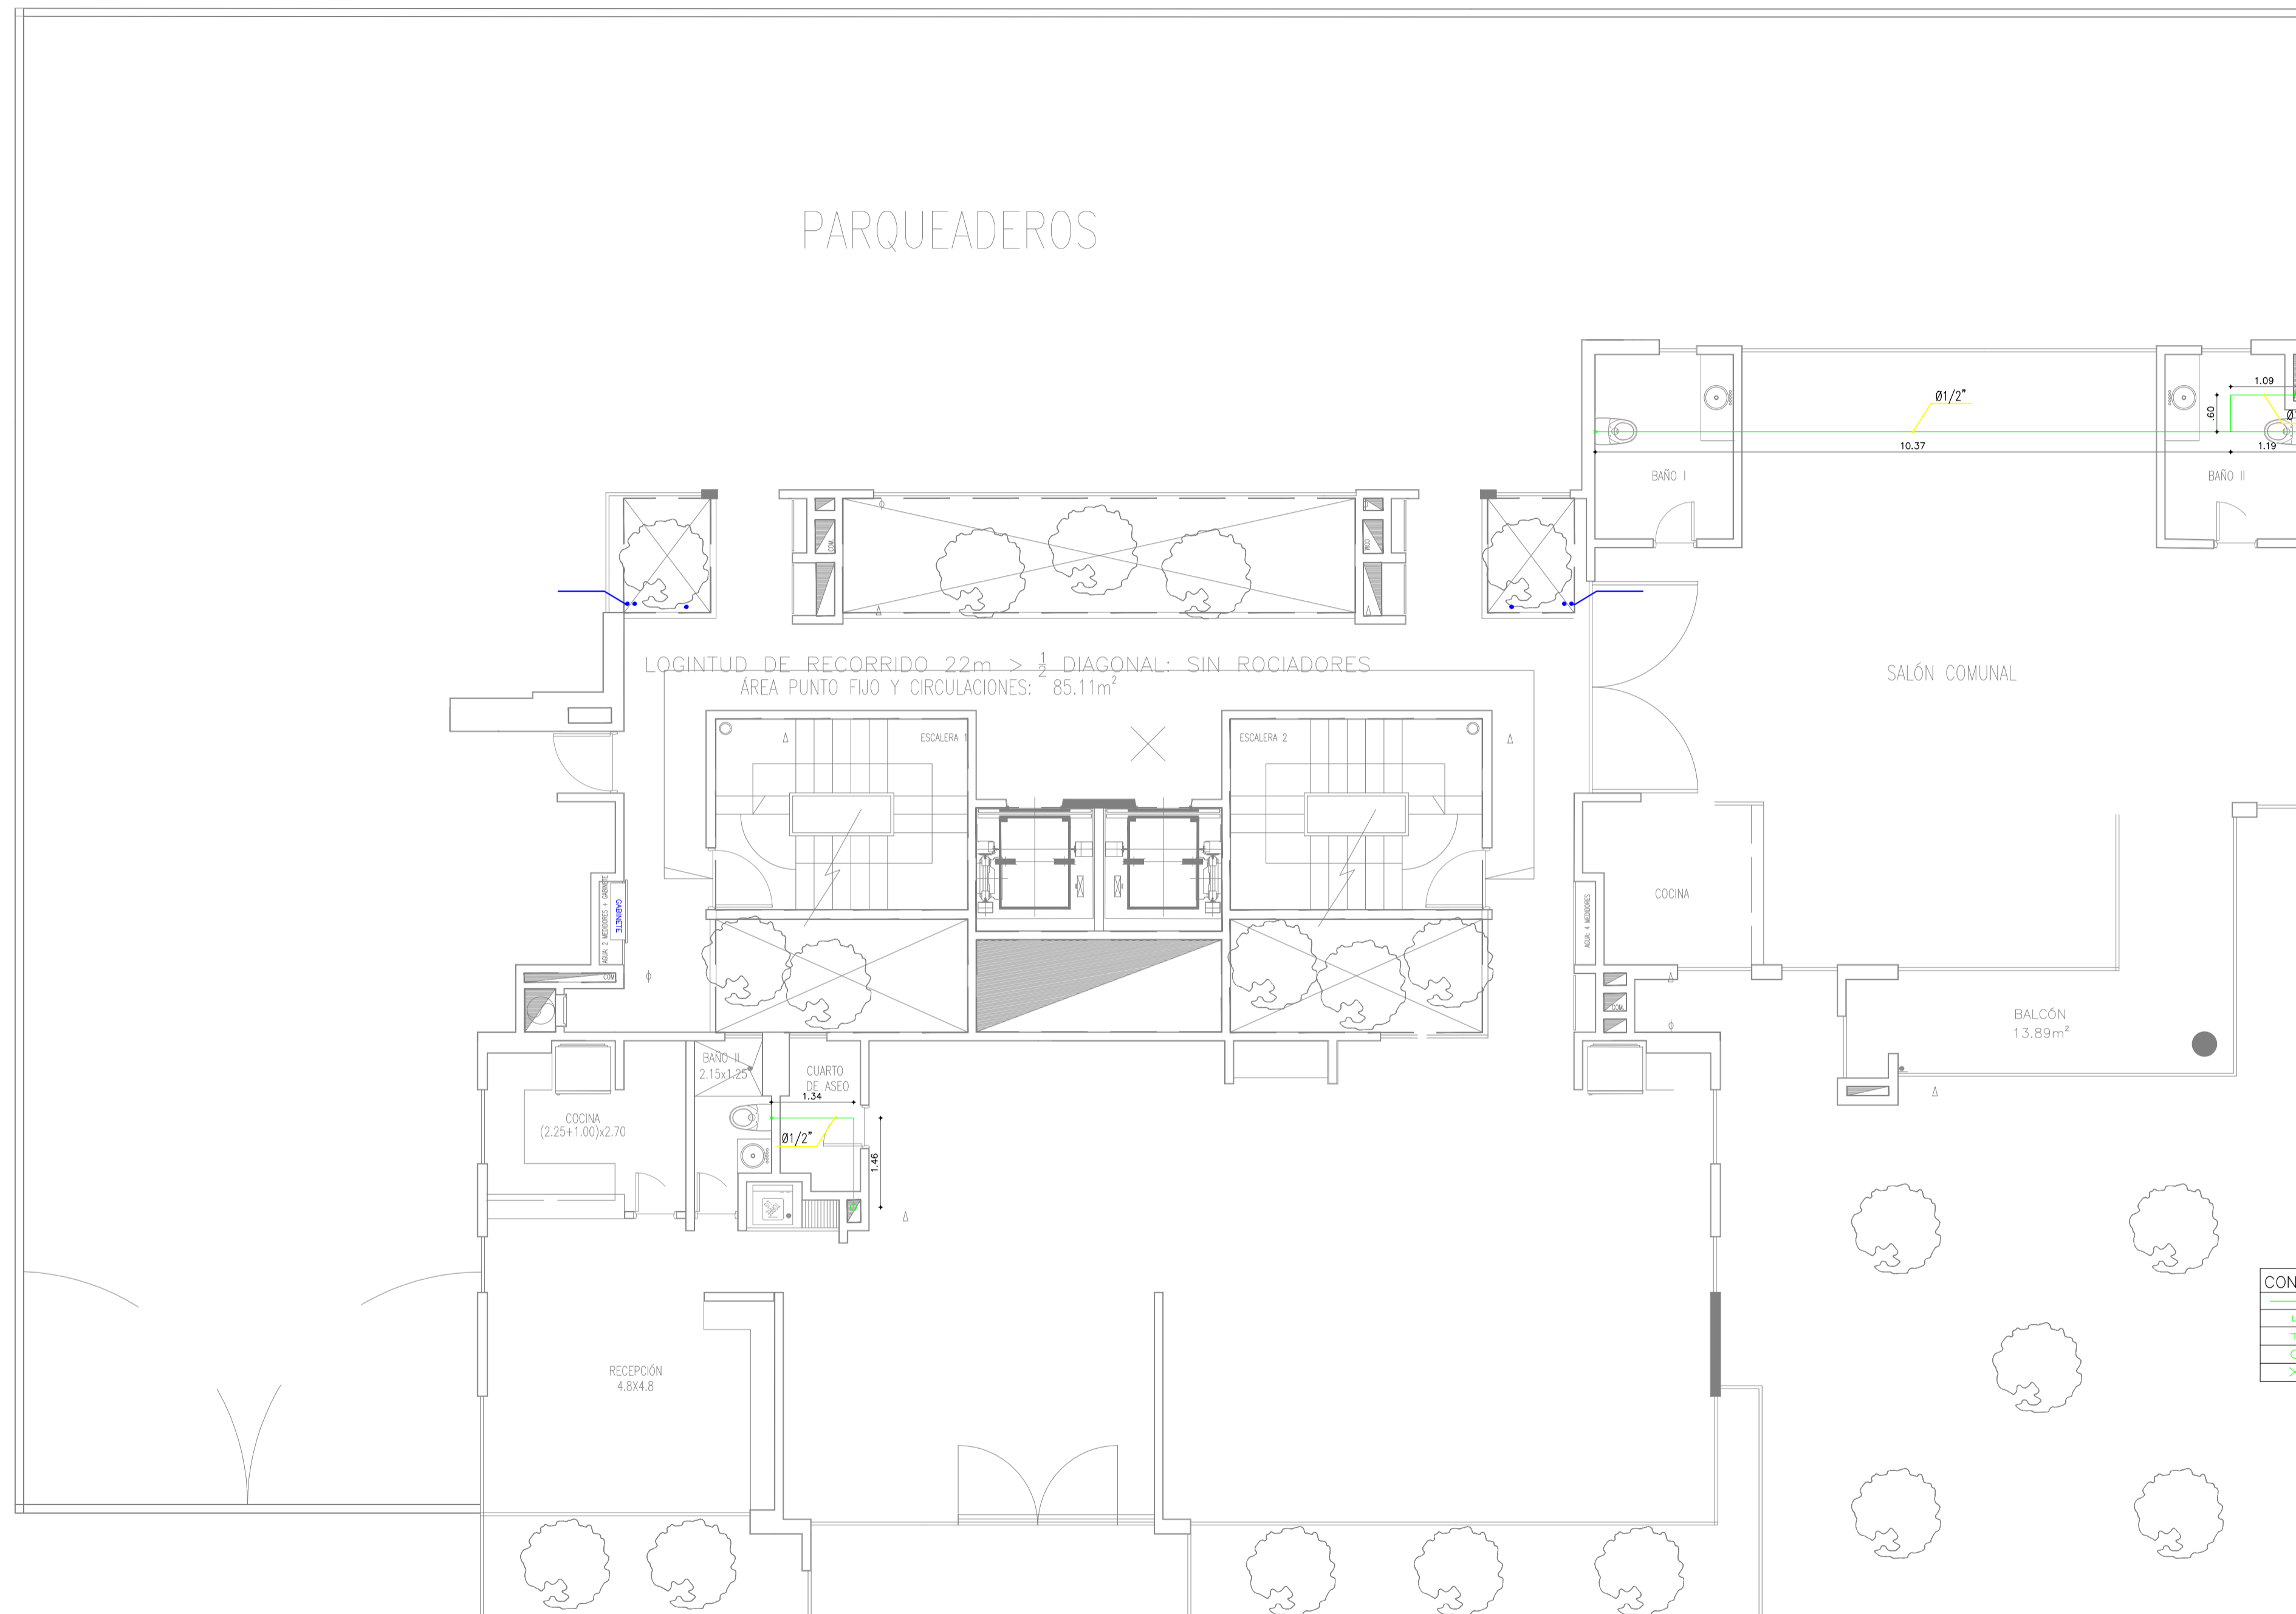 PARQUEADEROS
1.09
Ø1/2"
.60
10.37
1.19
BAÑO I
BAÑO II
COM.
COM.
LOGINTUD DE RECORRIDO 22m > 1/2 DIAGONAL: SIN ROCIADORES
ÁREA PUNTO FIJO Y CIRCULACIONES: 85.11m²
SALÓN COMUNAL
ESCALERA 1
ESCALERA 2
AGUA: 2 MEDIDORES + GABINETE
GABINETE
COM.
AGUA: 4 MEDIDORES
COCINA
COM.
BALCÓN
13.89m²
BAÑO II
2.15x1.25
CUARTO
DE ASEO
1.34
COCINA
(2.25+1.00)x2.70
Ø1/2"
1.46
CON
RECEPCIÓN
4.8X4.8